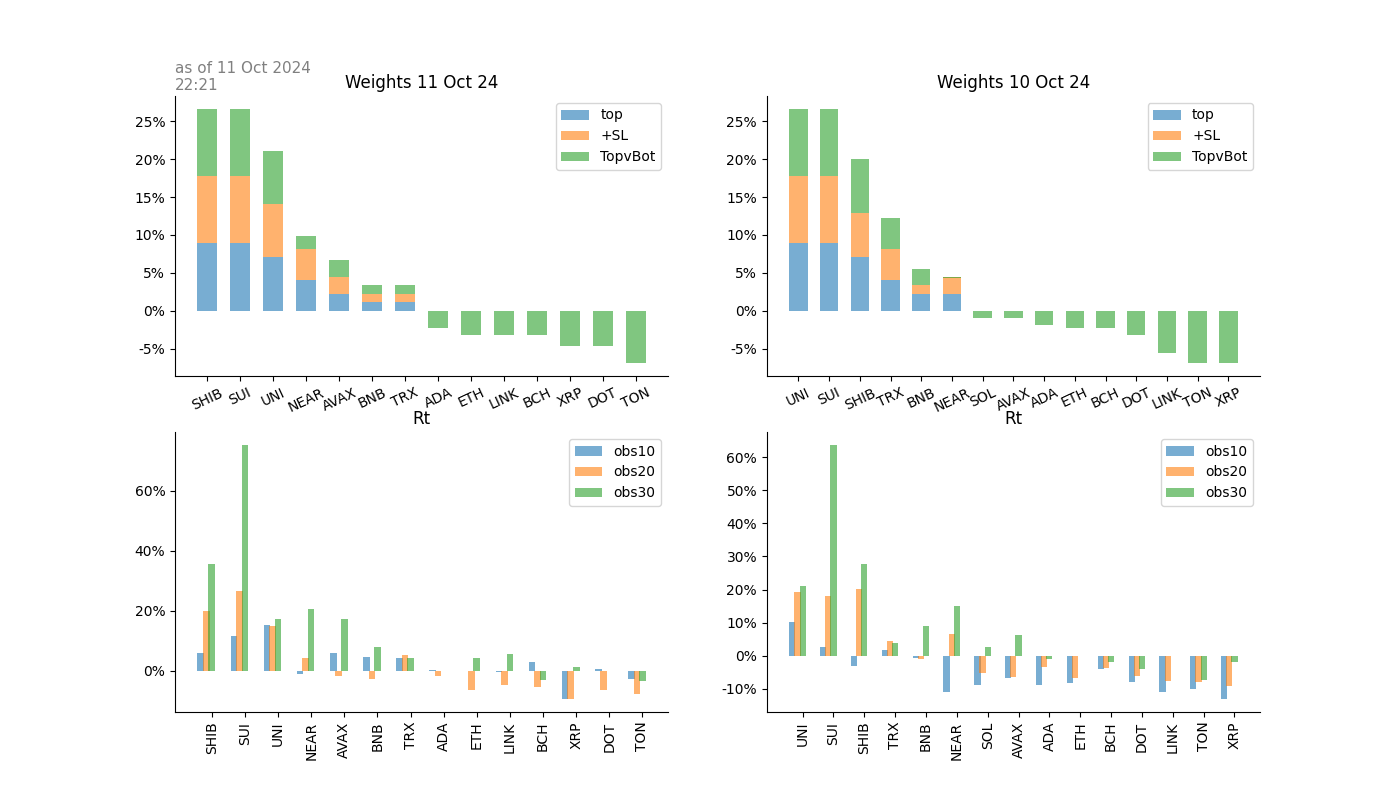 as of 11 Oct 2024
22:21
Weights 11 Oct 24
25%
20%
15%
10%
5%
0%
-5%
top
+SL
TopvBot
SHIB SUI UNI NEAR AVAX BNB TRX ADA ETH LINK BCH XRP DOT TON
Weights 10 Oct 24
25%
20%
15%
10%
5%
0%
-5%
top
+SL
TopvBot
UNI SUI SHIB TRX BNB NEAR SOL AVAX ADA ETH BCH DOT LINK TON XRP
Rt
60%
40%
20%
0%
obs10
obs20
obs30
SHIB SUI UNI NEAR AVAX BNB TRX ADA ETH LINK BCH XRP DOT TON
Rt
60%
50%
40%
30%
20%
10%
0%
-10%
obs10
obs20
obs30
UNI SUI SHIB TRX BNB NEAR SOL AVAX ADA ETH BCH DOT LINK TON XRP